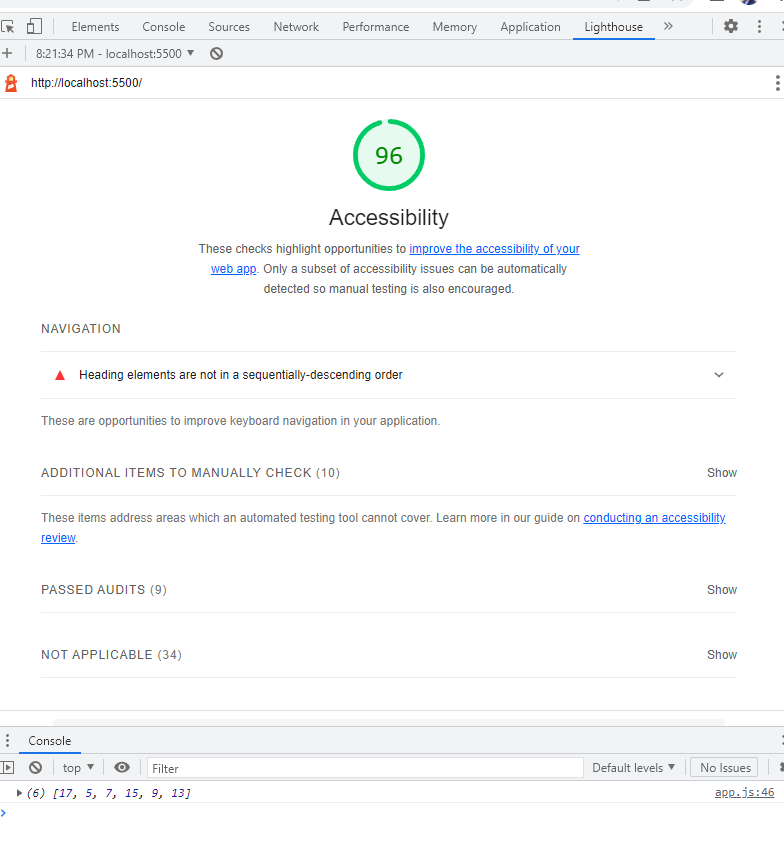 Elements Console Sources Network Performance Memory Application Lighthouse »
+ 8:21:34 PM - localhost:5500 ▼
http://localhost:5500/
96
Accessibility
These checks highlight opportunities to improve the accessibility of your
web app. Only a subset of accessibility issues can be automatically
detected so manual testing is also encouraged.
NAVIGATION
Heading elements are not in a sequentially-descending order
These are opportunities to improve keyboard navigation in your application.
ADDITIONAL ITEMS TO MANUALLY CHECK (10) Show
These items address areas which an automated testing tool cannot cover. Learn more in our guide on conducting an accessibility
review.
PASSED AUDITS (9) Show
NOT APPLICABLE (34) Show
Console
top ▼ Filter Default levels ▼ No Issues
(6) [17, 5, 7, 15, 9, 13] app.js:46